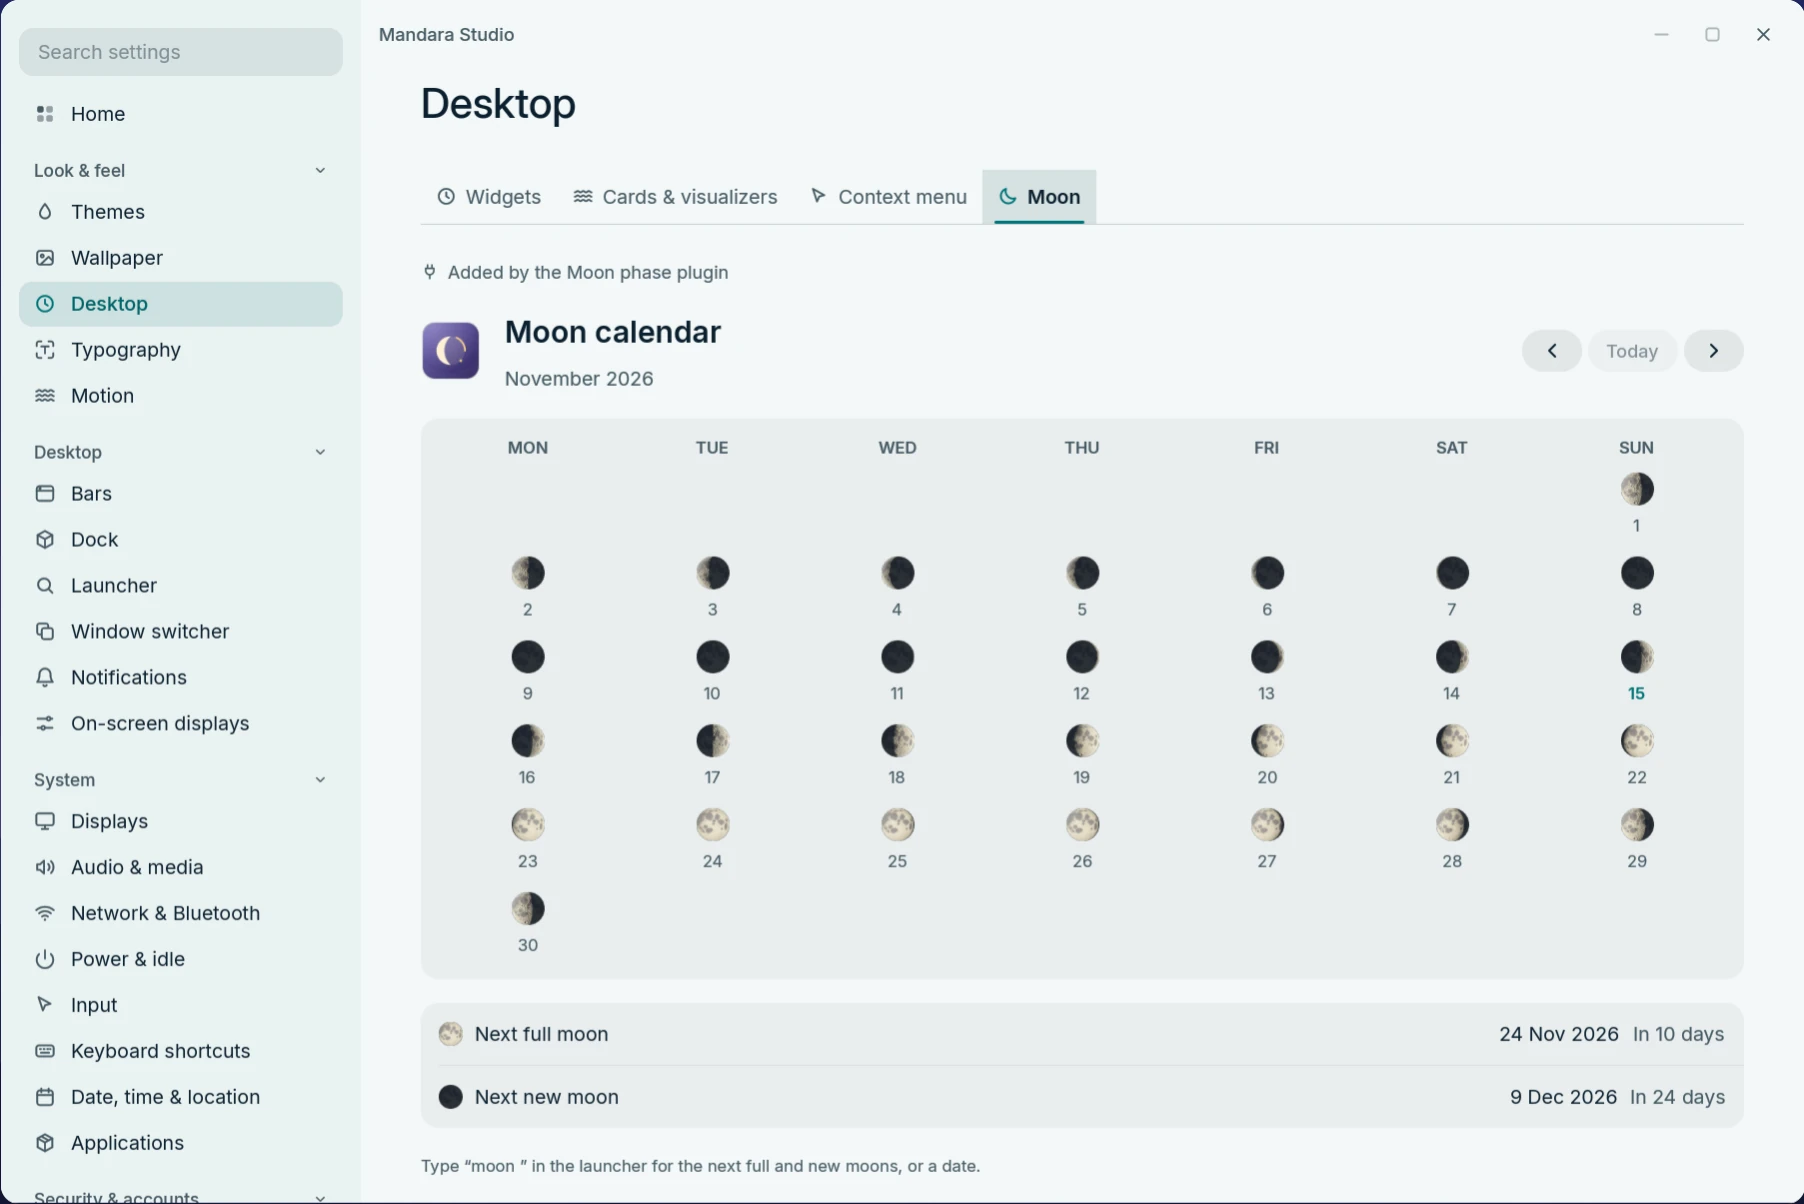 Search settings
Home
Look & feel
Themes
Wallpaper
Desktop
Typography
Motion
Desktop
Bars
Dock
Launcher
Window switcher
Notifications
On-screen displays
System
Displays
Audio & media
Network & Bluetooth
Power & idle
Input
Keyboard shortcuts
Date, time & location
Applications
Security & accounts
Mandara Studio
Desktop
Widgets Cards & visualizers Context menu Moon
Added by the Moon phase plugin
Moon calendar
November 2026
Today
MON TUE WED THU FRI SAT SUN
1
2 3 4 5 6 7 8
9 10 11 12 13 14 15
16 17 18 19 20 21 22
23 24 25 26 27 28 29
30
Next full moon 24 Nov 2026 In 10 days
Next new moon 9 Dec 2026 In 24 days
Type “moon ” in the launcher for the next full and new moons, or a date.